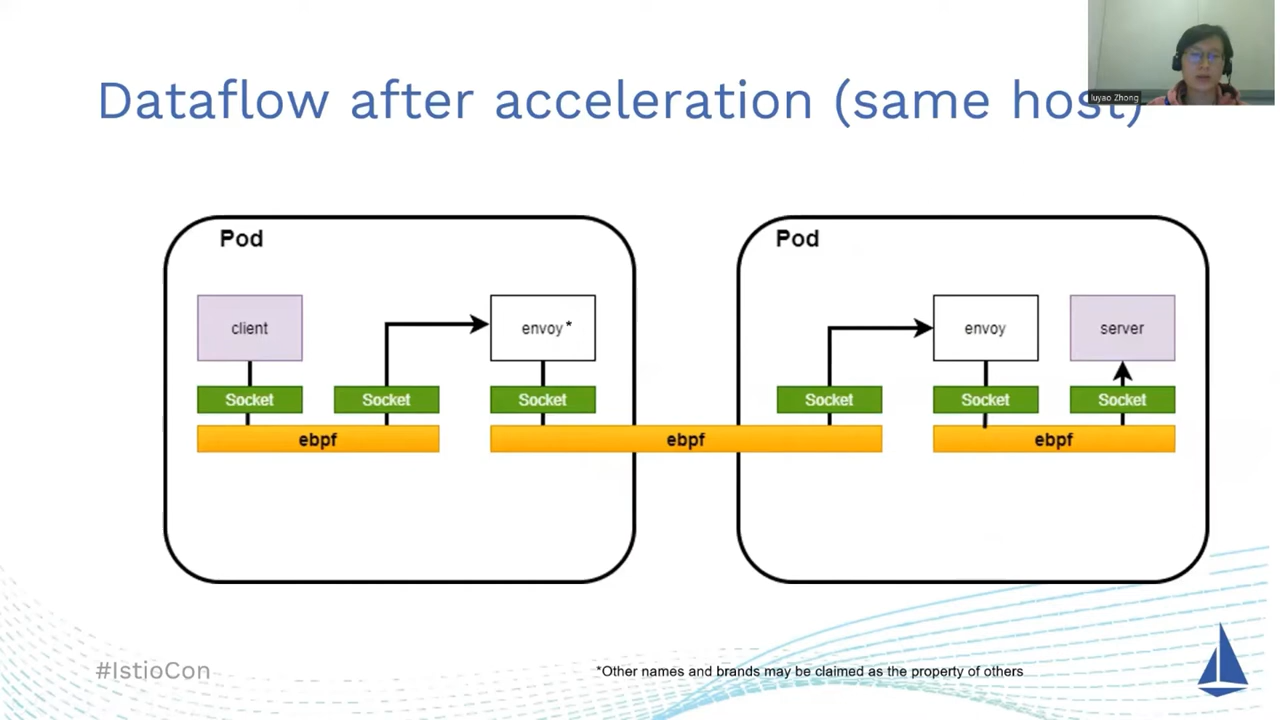 Dataflow after acceleration (same host)
luyao Zhong
Pod
Pod
client
envoy *
envoy
server
Socket
Socket
Socket
Socket
Socket
Socket
ebpf
ebpf
ebpf
#IstioCon
*Other names and brands may be claimed as the property of others